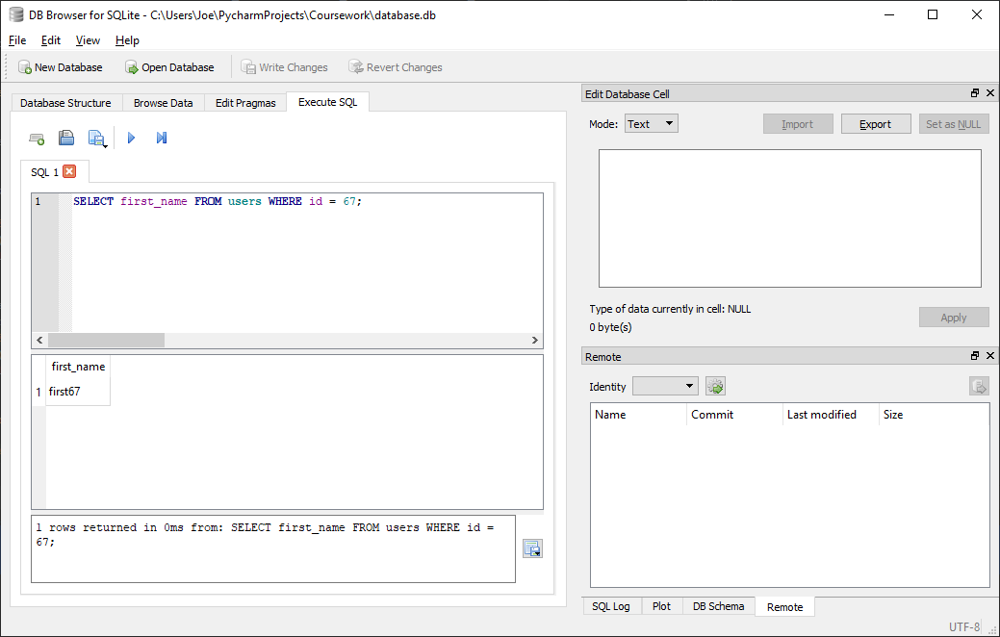 DB Browser for SQLite - C:\Users\Joe\PycharmProjects\Coursework\database.db
File Edit View Help
New Database Open Database Write Changes Revert Changes
Database Structure Browse Data Edit Pragmas Execute SQL
SQL 1
1 SELECT first_name FROM users WHERE id = 67;
first_name
1 first67
1 rows returned in 0ms from: SELECT first_name FROM users WHERE id =
67;
Edit Database Cell
Mode: Text Import Export Set as NULL
Type of data currently in cell: NULL
0 byte(s)
Apply
Remote
Identity
Name Commit Last modified Size
SQL Log Plot DB Schema Remote
UTF-8